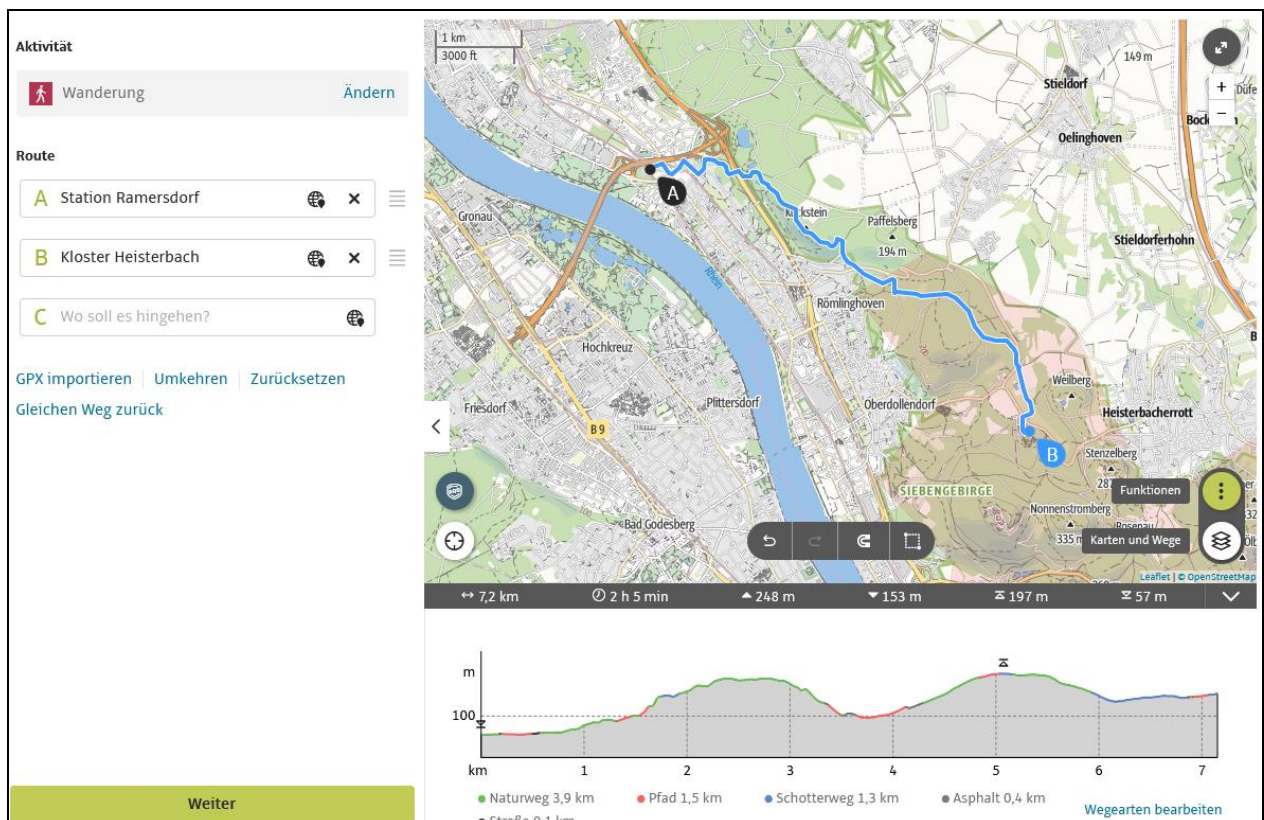 Aktivität
Wanderung
Ändern
Route
A Station Ramersdorf
B Kloster Heisterbach
C Wo soll es hingehen?
GPX importieren
Umkehren
Zurücksetzen
Gleichen Weg zurück
Weiter
1 km
3000 ft
149 m
Stieldorf
+
−
Oelinghoven
A
Gronau
Paffelsberg
194 m
Stieldorferhohn
Rhein
Römlinghoven
Hochkreuz
Weilberg
Friesdorf
B9
Plittersdorf
Oberdollendorf
Heisterbacherrott
B
Stenzelberg
SIEBENGEBIRGE
Funktionen
Nonnenstromberg
335 m
Rosenau
Karten und Wege
Bad Godesberg
Leaflet | © OpenStreetMap
7,2 km
2 h 5 min
248 m
153 m
197 m
57 m
m
100
km 1 2 3 4 5 6 7
Naturweg 3,9 km
Pfad 1,5 km
Schotterweg 1,3 km
Asphalt 0,4 km
Wegearten bearbeiten